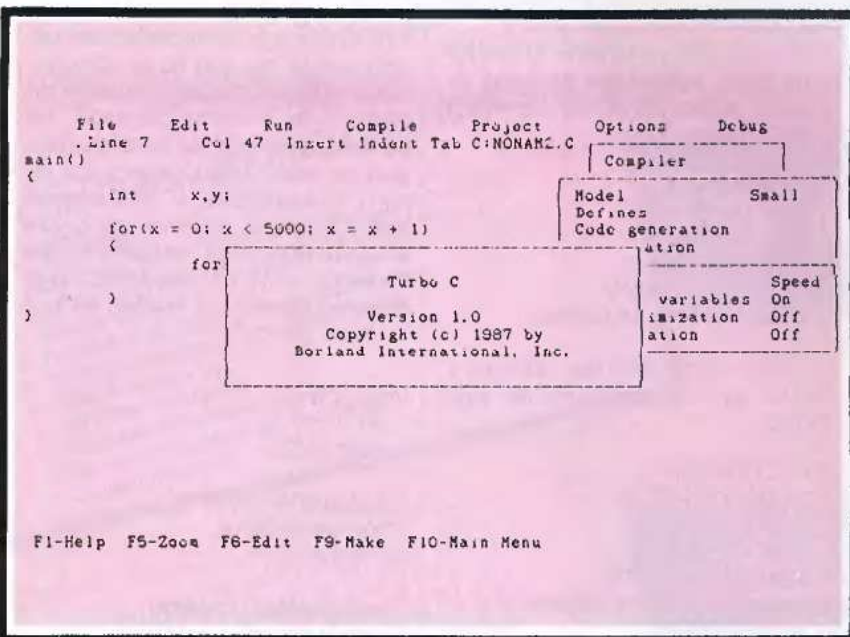 File Edit Run Compile Project Options Debug
Line 7 Col 47 Insert Indent Tab C:NONAME.C
Compiler
main()
{
int x,y;
for(x = 0; x < 5000; x = x + 1)
{
for
}
}
Model Small
Defines
Code generation
ation
Speed
variables On
imization Off
ation Off
Turbo C
Version 1.0
Copyright (c) 1987 by
Borland International, Inc.
F1-Help F5-Zoom F6-Edit F9-Make F10-Main Menu